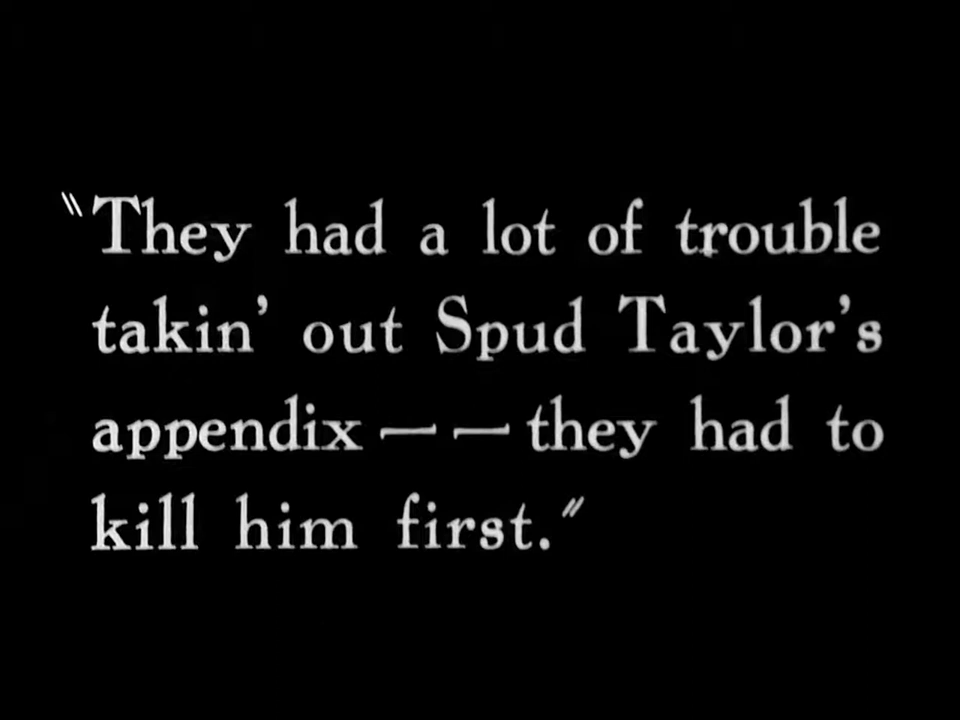 "They had a lot of trouble
takin' out Spud Taylor's
appendix — — they had to
kill him first."